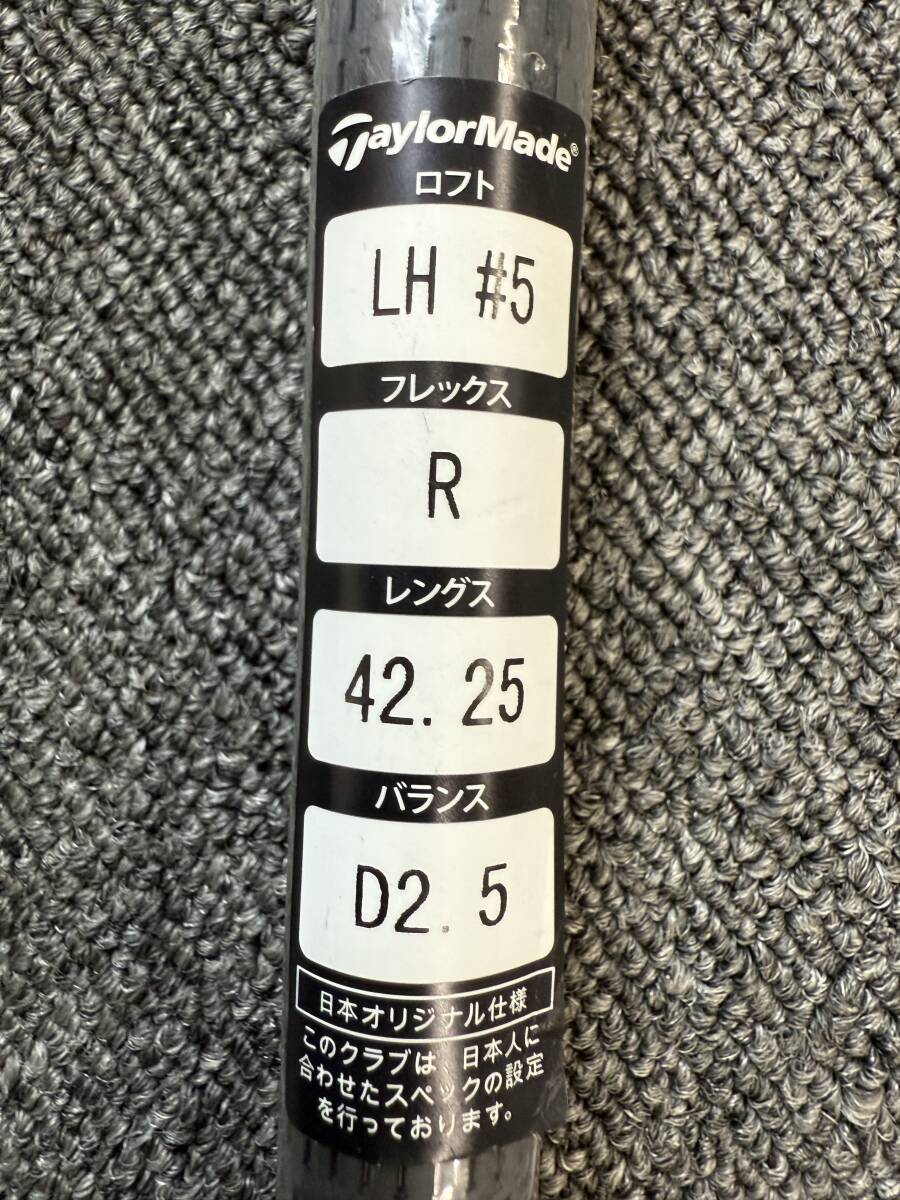 TaylorMade®
ロフト
LH #5
フレックス
R
レングス
42.25
バランス
D2.5
日本オリジナル仕様
このクラブは、日本人に
合わせたスペックの設定
を行っております。